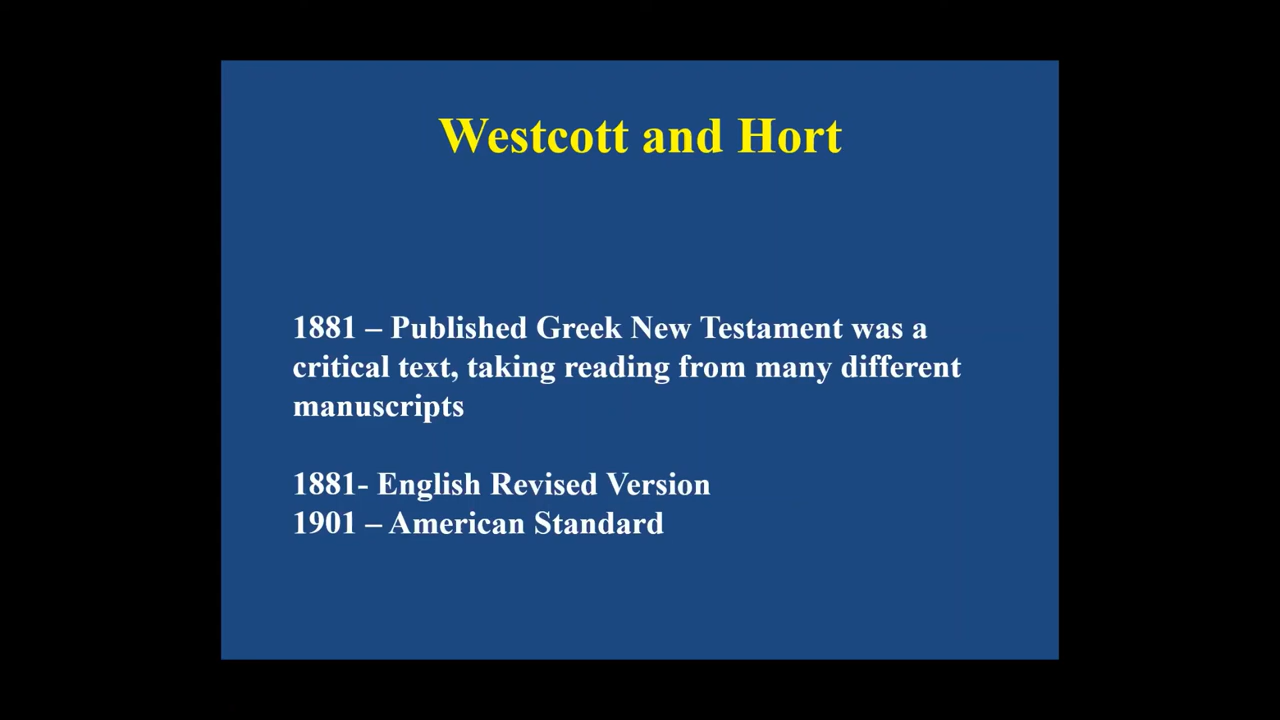 Westcott and Hort
1881 – Published Greek New Testament was a
critical text, taking reading from many different
manuscripts
1881- English Revised Version
1901 – American Standard